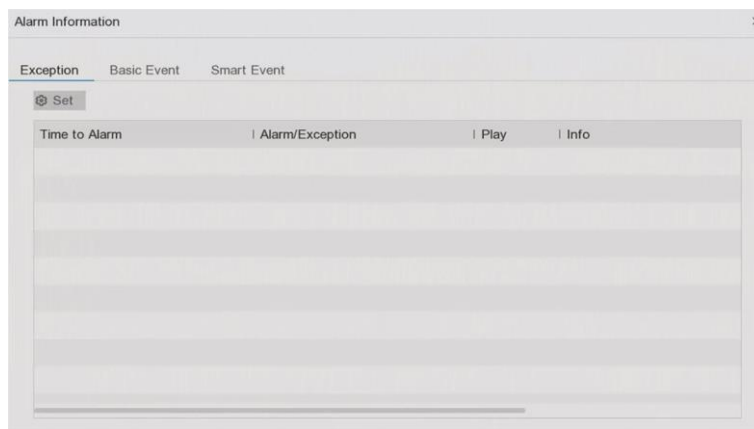 Alarm Information
Exception Basic Event Smart Event
Set
Time to Alarm Alarm/Exception Play Info